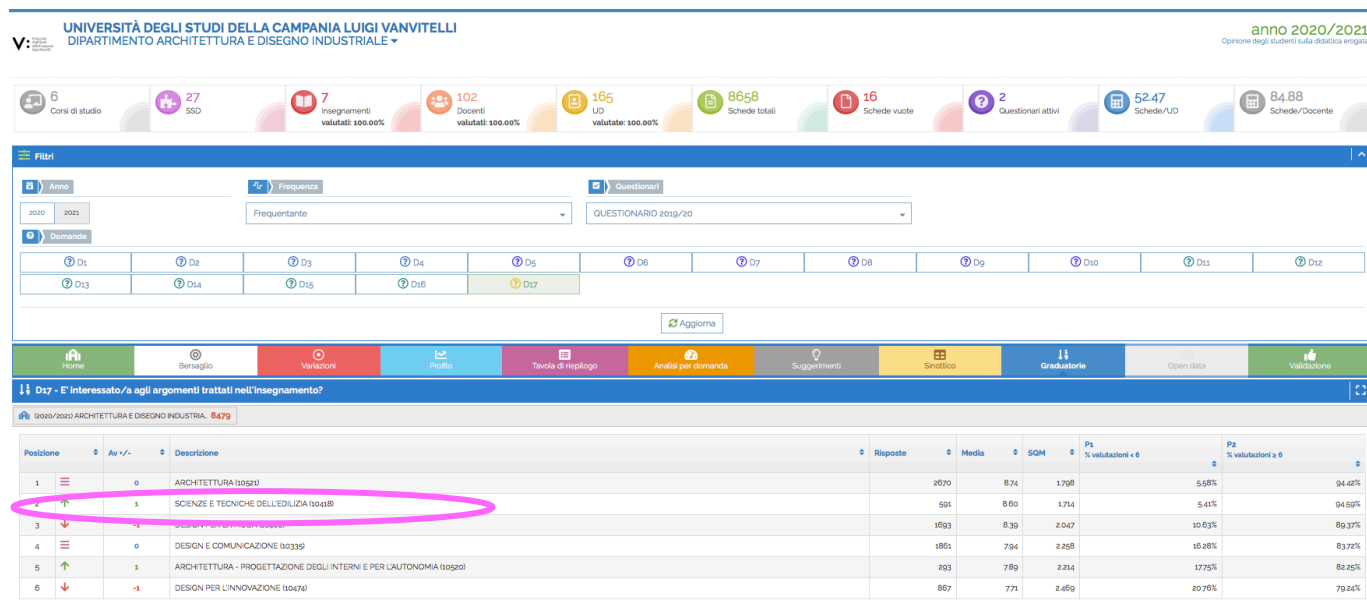 UNIVERSITÀ DEGLI STUDI DELLA CAMPANIA LUIGI VANVITELLI
DIPARTIMENTO ARCHITETTURA E DISEGNO INDUSTRIALE
anno 2020/2021
Opinione degli studenti sulla didattica erogata
6 Corsi di studio
27 SSD
7 Insegnamenti valutati: 100.00%
102 Docenti valutati: 100.00%
165 UD valutate: 100.00%
8658 Schede totali
16 Schede vuote
2 Questionari attivi
52.47 Schede/UD
84.88 Schede/Docente
Filtri
Anno Frequenza Questionari
2020 2021 Frequentante QUESTIONARIO 2019/20
Domande
D1 D2 D3 D4 D5 D6 D7 D8 D9 D10 D11 D12
D13 D14 D15 D16 D17
Aggiorna
Home Bersaglio Variazioni Profilo Tavola di riepilogo Analisi per domanda Suggerimenti Sinottico Graduatorie Open data Validazione
D17 - E' interessato/a agli argomenti trattati nell'insegnamento?
(2020/2021) ARCHITETTURA E DISEGNO INDUSTRIA.. 8479
Posizione Av +/- Descrizione Risposte Media SQM P1 % valutazioni < 6 P2 % valutazioni ≥ 6
1 0 ARCHITETTURA (10521) 2670 8.74 1.798 5.58% 94.42%
2 1 SCIENZE E TECNICHE DELL'EDILIZIA (10418) 591 8.60 1.714 5.41% 94.59%
3 -1 1693 8.39 2.047 10.63% 89.37%
4 0 DESIGN E COMUNICAZIONE (10335) 1861 7.94 2.258 16.28% 83.72%
5 1 ARCHITETTURA - PROGETTAZIONE DEGLI INTERNI E PER L'AUTONOMIA (10520) 293 7.89 2.214 17.75% 82.25%
6 -1 DESIGN PER L'INNOVAZIONE (10474) 867 7.71 2.469 20.76% 79.24%